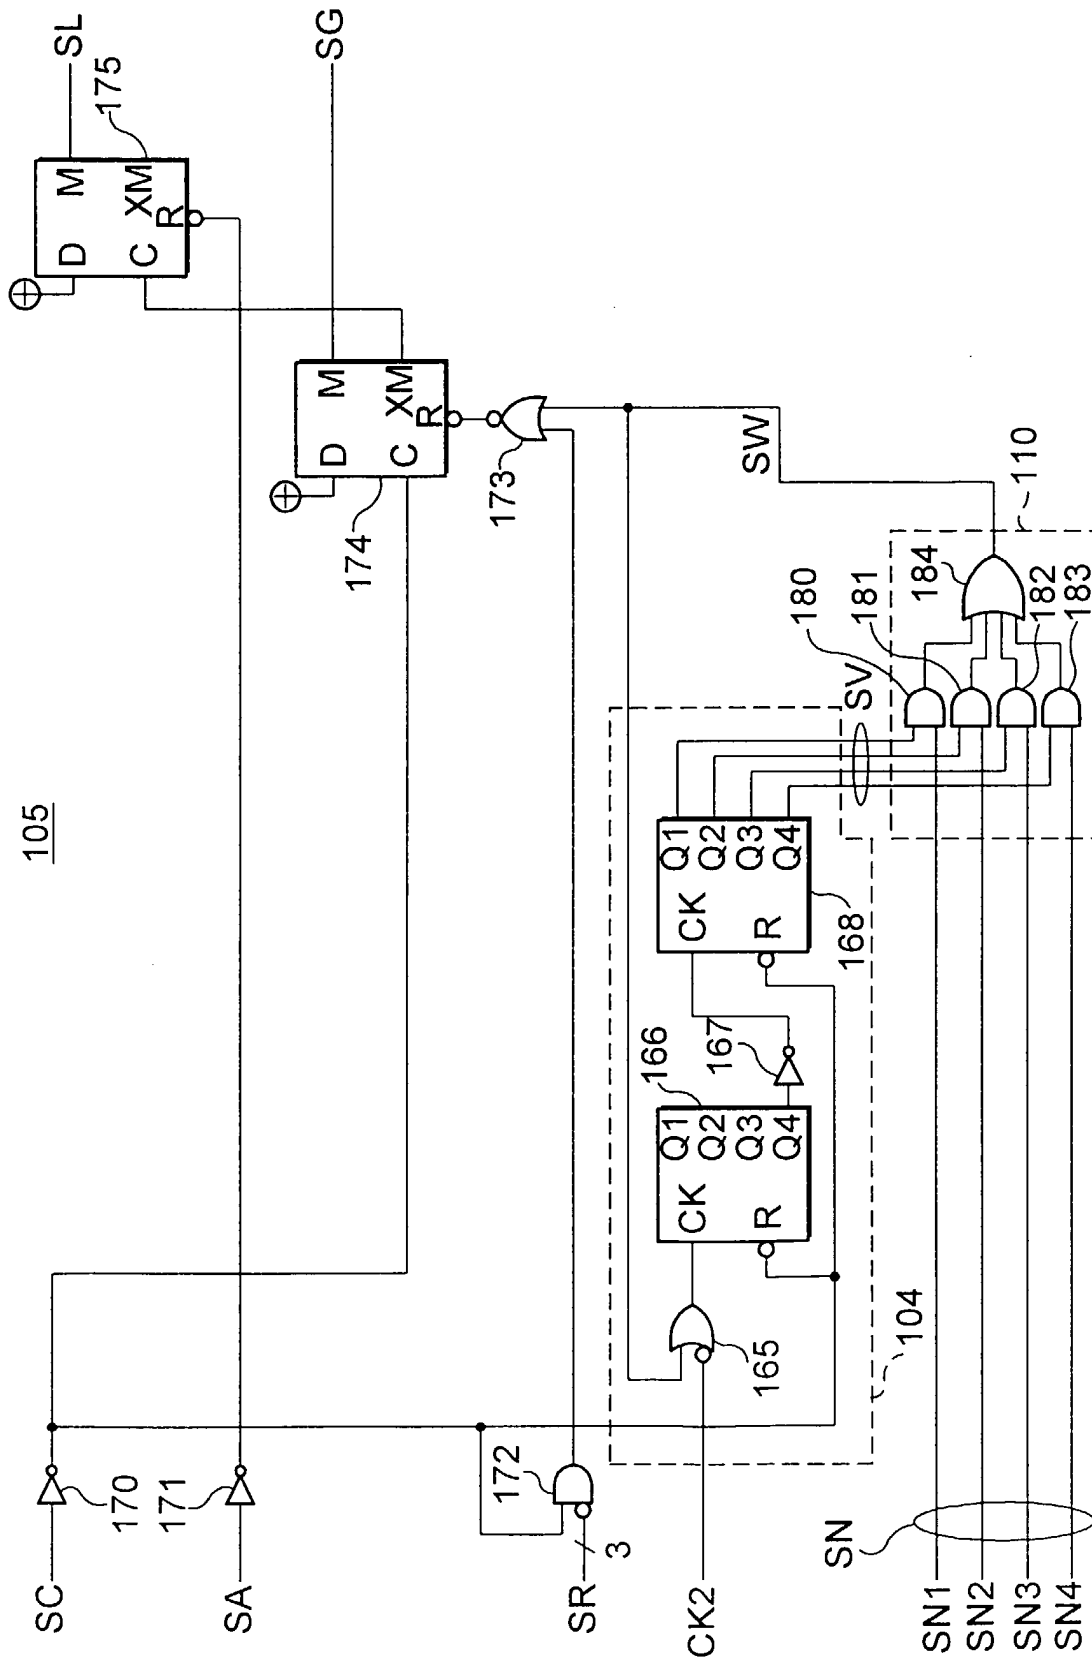 105
SL
175
D
M
C
XM
R
SG
D
M
C
XM
R
174
173
SW
110
180
181
184
182
183
SV
CK
R
Q1
Q2
Q3
Q4
168
166
167
CK
R
Q1
Q2
Q3
Q4
165
104
SC
170
SA
171
172
SR
3
CK2
SN
SN1
SN2
SN3
SN4